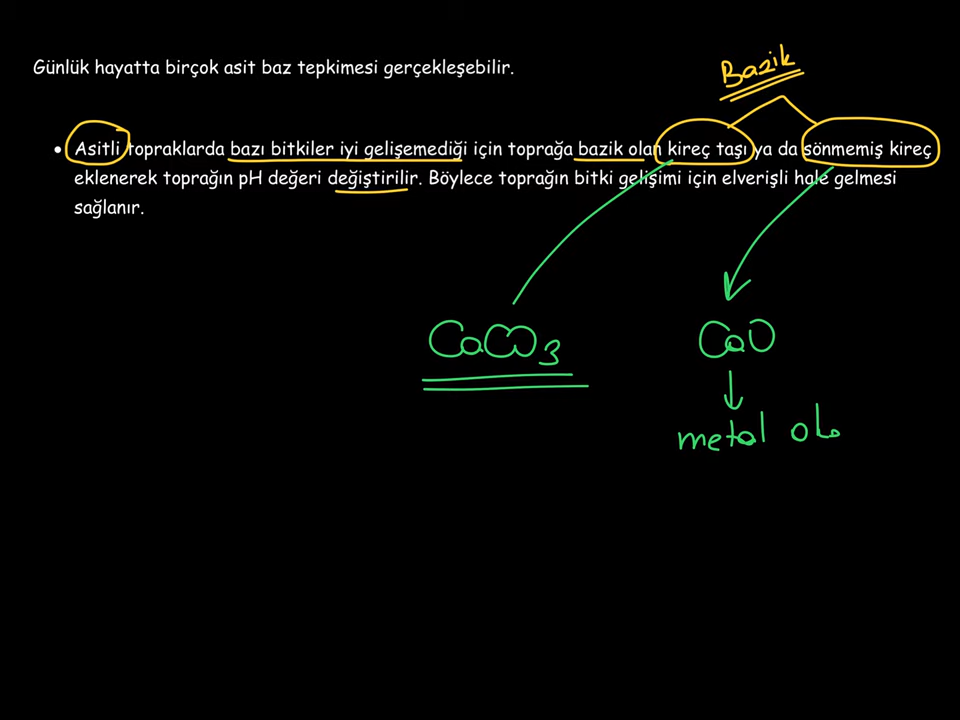 Günlük hayatta birçok asit baz tepkimesi gerçekleşebilir.
Bazik
• Asitli topraklarda bazı bitkiler iyi gelişemediği için toprağa bazik olan kireç taşı ya da sönmemiş kireç
eklenerek toprağın pH değeri değiştirilir. Böylece toprağın bitki gelişimi için elverişli hale gelmesi
sağlanır.
CaCO3 CaO
metal